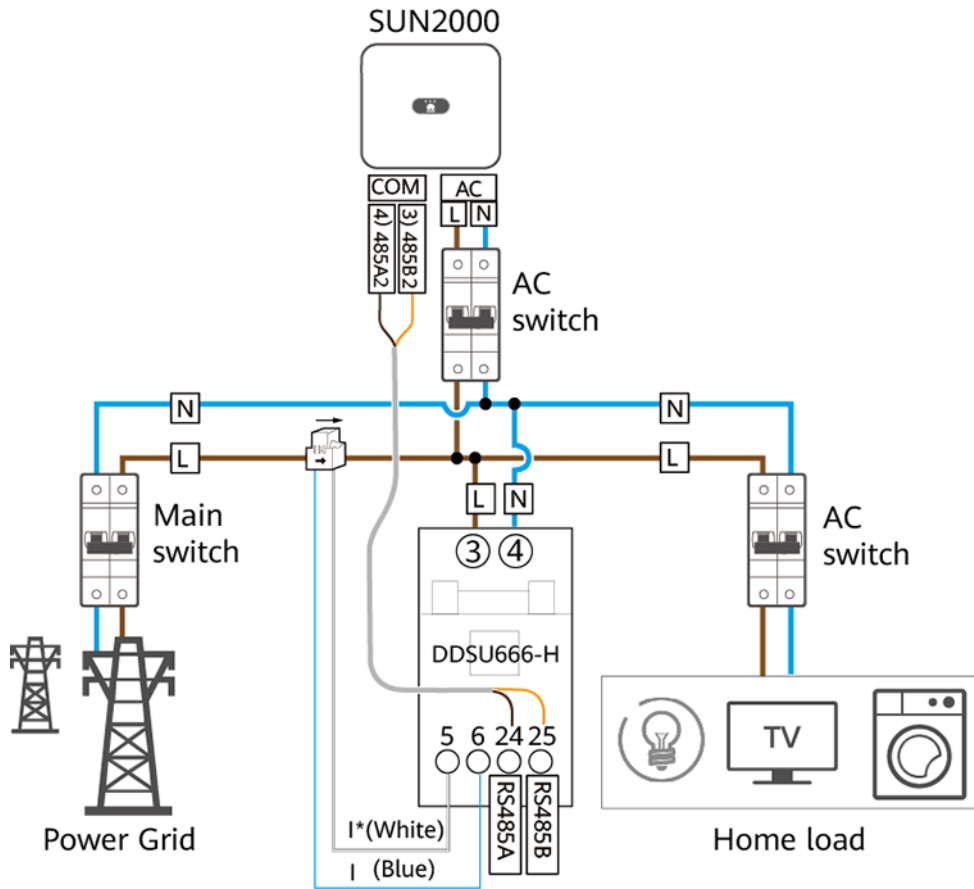 SUN2000
COM
AC
L
N
4) 485A2
3) 485B2
AC
switch
N
N
L
L
Main
switch
L
N
AC
switch
3
4
DDSU666-H
TV
5
6
24
25
RS485A
RS485B
I*(White)
I (Blue)
Power Grid
Home load